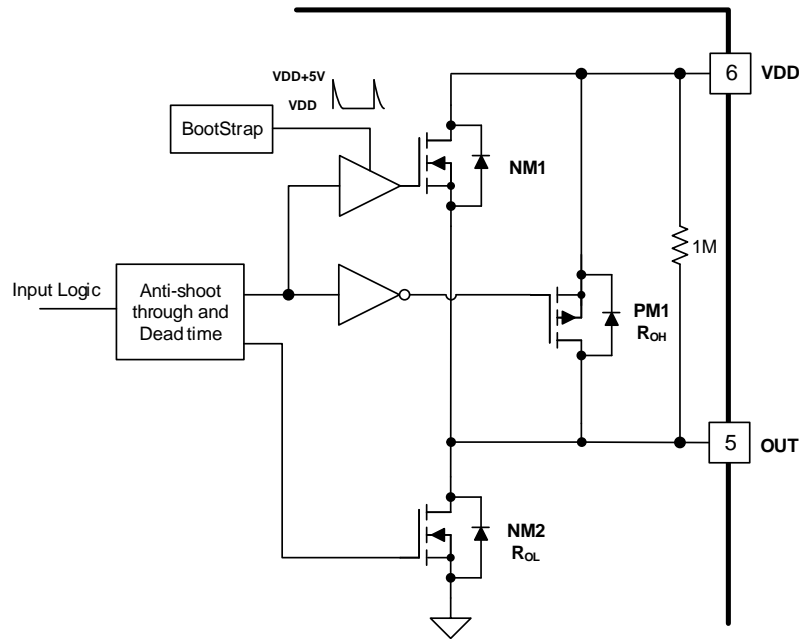 VDD+5V
VDD
6
VDD
BootStrap
NM1
1M
Input Logic
Anti-shoot
through and
Dead time
PM1
ROH
5
OUT
NM2
ROL